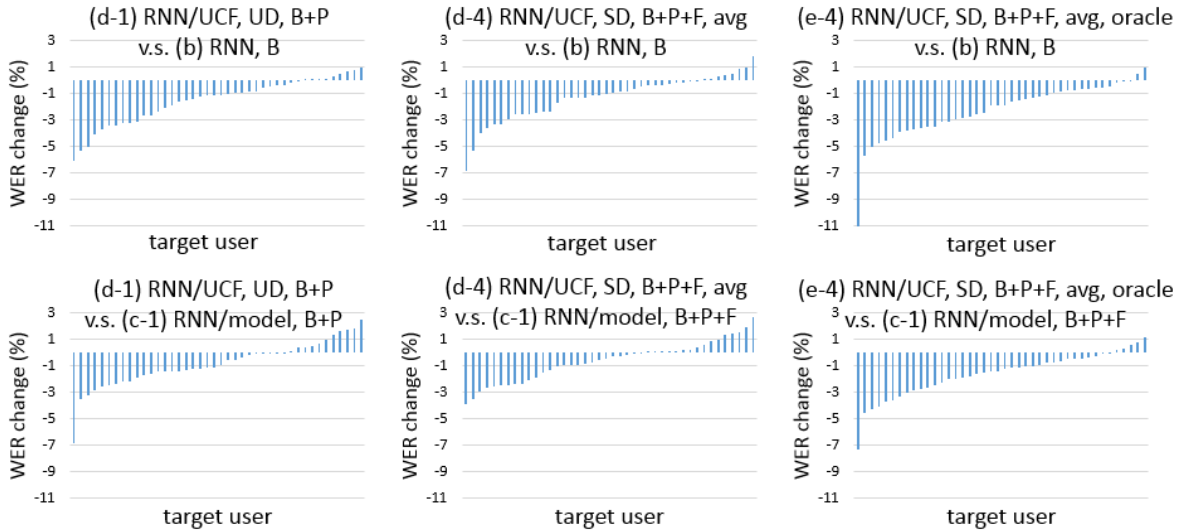 (d-1) RNN/UCF, UD, B+P
v.s. (b) RNN, B
WER change (%)
3
1
-1
-3
-5
-7
-9
-11
target user
(d-4) RNN/UCF, SD, B+P+F, avg
v.s. (b) RNN, B
WER change (%)
3
1
-1
-3
-5
-7
-9
-11
target user
(e-4) RNN/UCF, SD, B+P+F, avg, oracle
v.s. (b) RNN, B
WER change (%)
3
1
-1
-3
-5
-7
-9
-11
target user
(d-1) RNN/UCF, UD, B+P
v.s. (c-1) RNN/model, B+P
WER change (%)
3
1
-1
-3
-5
-7
-9
-11
target user
(d-4) RNN/UCF, SD, B+P+F, avg
v.s. (c-1) RNN/model, B+P+F
WER change (%)
3
1
-1
-3
-5
-7
-9
-11
target user
(e-4) RNN/UCF, SD, B+P+F, avg, oracle
v.s. (c-1) RNN/model, B+P+F
WER change (%)
3
1
-1
-3
-5
-7
-9
-11
target user